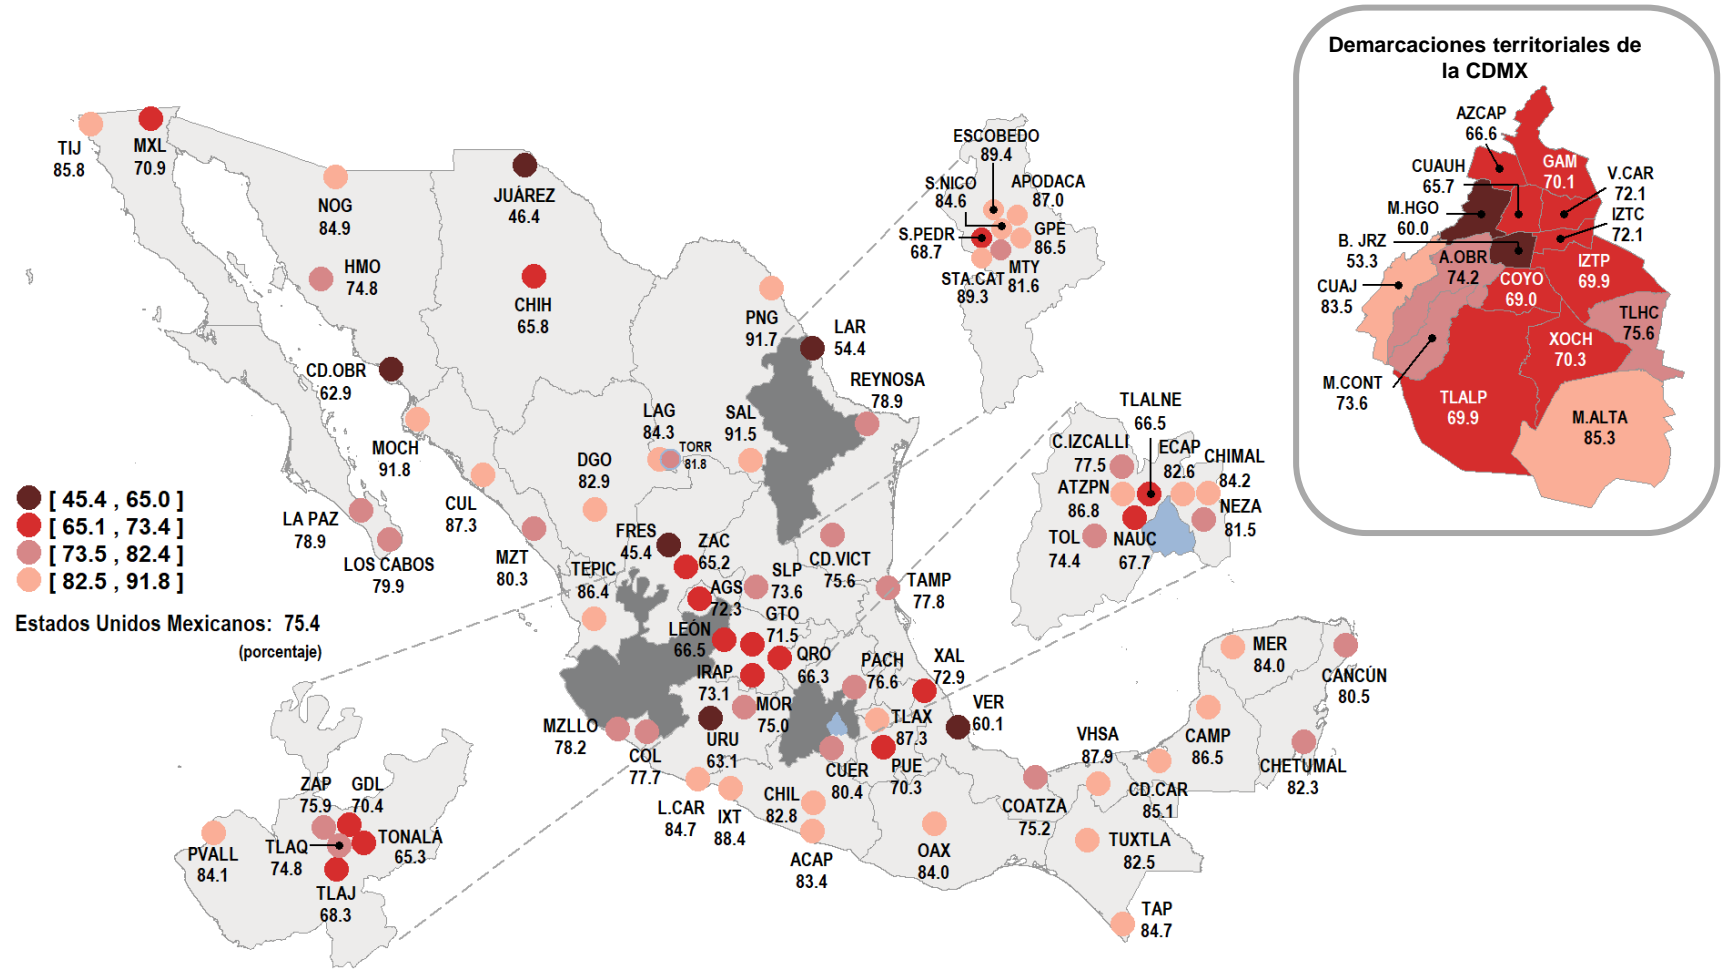 Demarcaciones territoriales de
la CDMX
AZCAP
66.6
CUAUH
65.7
GAM
70.1
V.CAR
72.1
M.HGO
60.0
IZTC
72.1
B. JRZ
53.3
A.OBR
74.2
IZTP
69.9
CUAJ
83.5
COYO
69.0
TLHC
75.6
XOCH
70.3
M.CONT
73.6
TLALP
69.9
M.ALTA
85.3
TIJ
85.8
MXL
70.9
NOG
84.9
HMO
74.8
JUÁREZ
46.4
CHIH
65.8
CD.OBR
62.9
MOCH
91.8
CUL
87.3
LA PAZ
78.9
LOS CABOS
79.9
MZT
80.3
DGO
82.9
LAG
84.3
TORR
81.8
SAL
91.5
PNG
91.7
LAR
54.4
REYNOSA
78.9
ESCOBEDO
89.4
S.NICO
84.6
APODACA
87.0
S.PEDR
68.7
GPE
86.5
STA.CAT
89.3
MTY
81.6
TLALNE
66.5
C.IZCALLI
77.5
ECAP
82.6
CHIMAL
84.2
ATZPN
86.8
NEZA
81.5
TOL
74.4
NAUC
67.7
[ 45.4 , 65.0 ]
[ 65.1 , 73.4 ]
[ 73.5 , 82.4 ]
[ 82.5 , 91.8 ]
Estados Unidos Mexicanos: 75.4
(porcentaje)
FRES
45.4
ZAC
65.2
TEPIC
86.4
AGS
72.3
SLP
73.6
CD.VICT
75.6
TAMP
77.8
LEÓN
66.5
GTO
71.5
QRO
66.3
IRAP
73.1
PACH
76.6
XAL
72.9
MZLLO
78.2
COL
77.7
URU
63.1
MOR
75.0
TLAX
87.3
VER
60.1
CUER
80.4
PUE
70.3
L.CAR
84.7
IXT
88.4
CHIL
82.8
ACAP
83.4
OAX
84.0
COATZA
75.2
VHSA
87.9
CD.CAR
85.1
TUXTLA
82.5
TAP
84.7
MER
84.0
CANCÚN
80.5
CAMP
86.5
CHETUMAL
82.3
ZAP
75.9
GDL
70.4
PVALL
84.1
TLAQ
74.8
TONALÁ
65.3
TLAJ
68.3